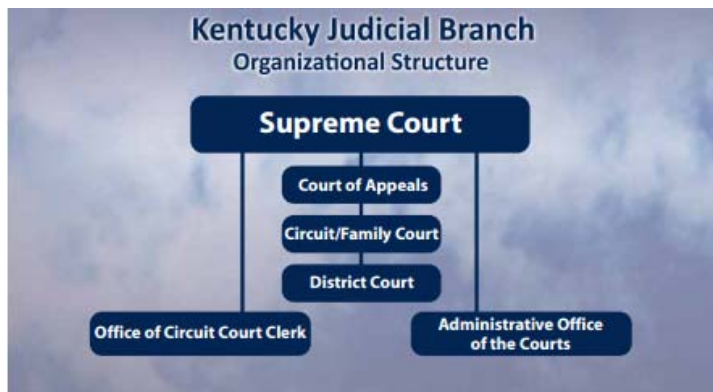 Kentucky Judicial Branch
Organizational Structure
Supreme Court
Court of Appeals
Circuit/Family Court
District Court
Office of Circuit Court Clerk
Administrative Office
of the Courts